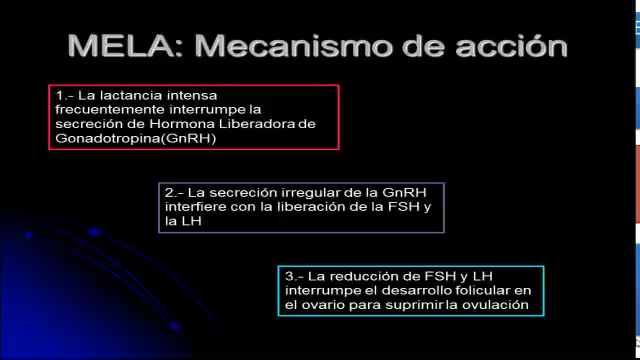 MELA: Mecanismo de acción
1.- La lactancia intensa
frecuentemente interrumpe la
secreción de Hormona Liberadora de
Gonadotropina(GnRH)
2.- La secreción irregular de la GnRH
interfiere con la liberación de la FSH y
la LH
3.- La reducción de FSH y LH
interrumpe el desarrollo folicular en
el ovario para suprimir la ovulación